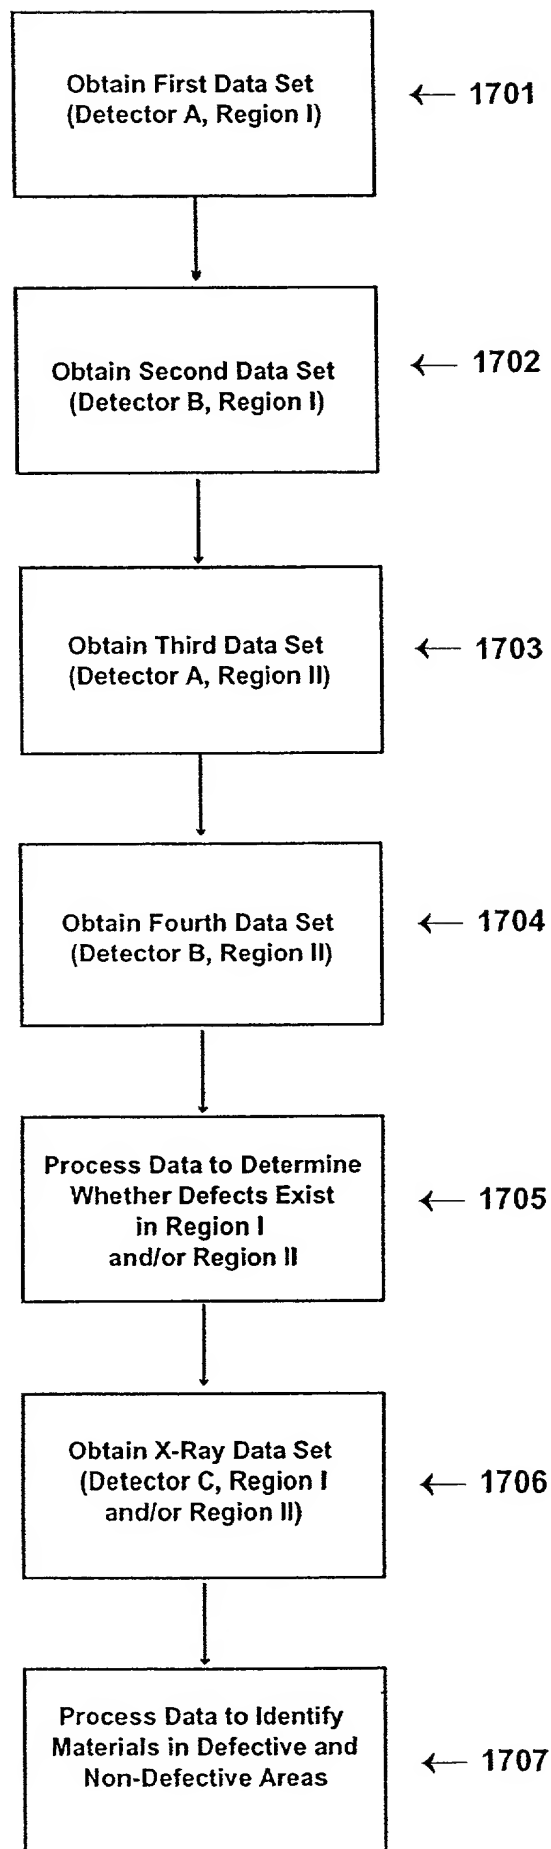 Obtain First Data Set
(Detector A, Region I)
← 1701
Obtain Second Data Set
(Detector B, Region I)
← 1702
Obtain Third Data Set
(Detector A, Region II)
← 1703
Obtain Fourth Data Set
(Detector B, Region II)
← 1704
Process Data to Determine
Whether Defects Exist
in Region I
and/or Region II
← 1705
Obtain X-Ray Data Set
(Detector C, Region I
and/or Region II)
← 1706
Process Data to Identify
Materials in Defective and
Non-Defective Areas
← 1707